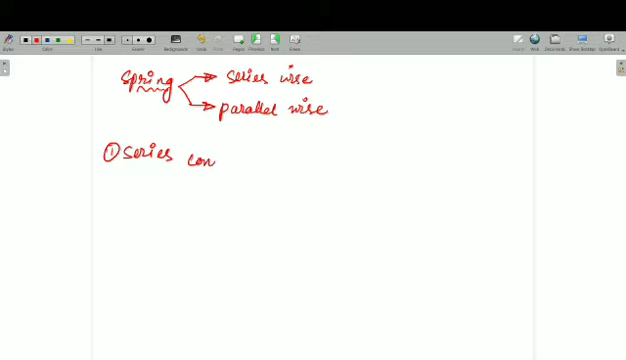 Spring
series wise
parallel wise
① series con